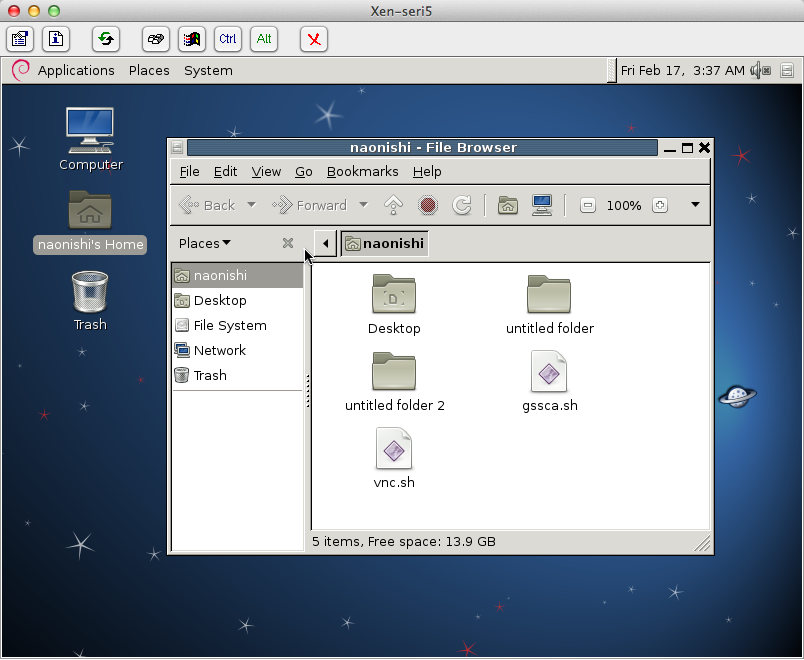 Xen-seri5
Ctrl Alt
Applications Places System Fri Feb 17, 3:37 AM
Computer
naonishi's Home
Trash
naonishi - File Browser
File Edit View Go Bookmarks Help
Back Forward 100%
Places naonishi
naonishi
Desktop
File System
Network
Trash
Desktop untitled folder
untitled folder 2 gssca.sh
vnc.sh
5 items, Free space: 13.9 GB